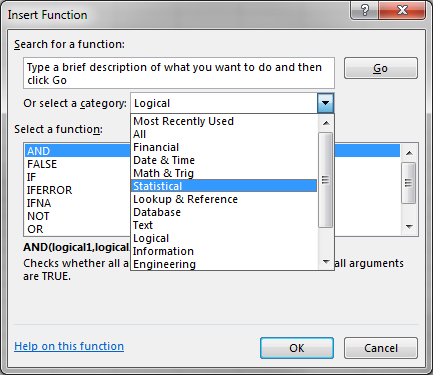 Insert Function
?
Search for a function:
Type a brief description of what you want to do and then
click Go
Go
Or select a category: Logical
Most Recently Used
All
Financial
Date & Time
Math & Trig
Statistical
Lookup & Reference
Database
Text
Logical
Information
Engineering
Select a function:
AND
FALSE
IF
IFERROR
IFNA
NOT
OR
AND(logical1,logical
Checks whether all a all arguments
are TRUE.
Help on this function
OK
Cancel